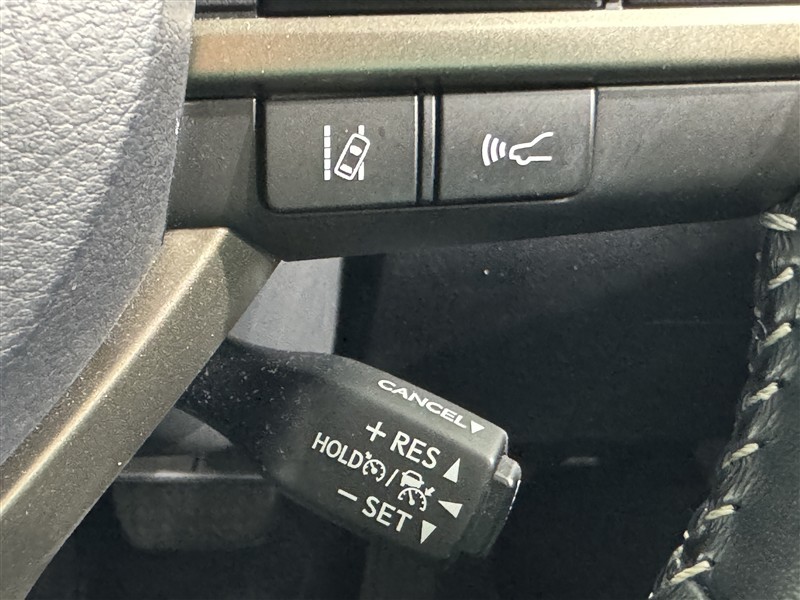 CANCEL▼
+ RES ▲
HOLD / ◀
− SET ▼